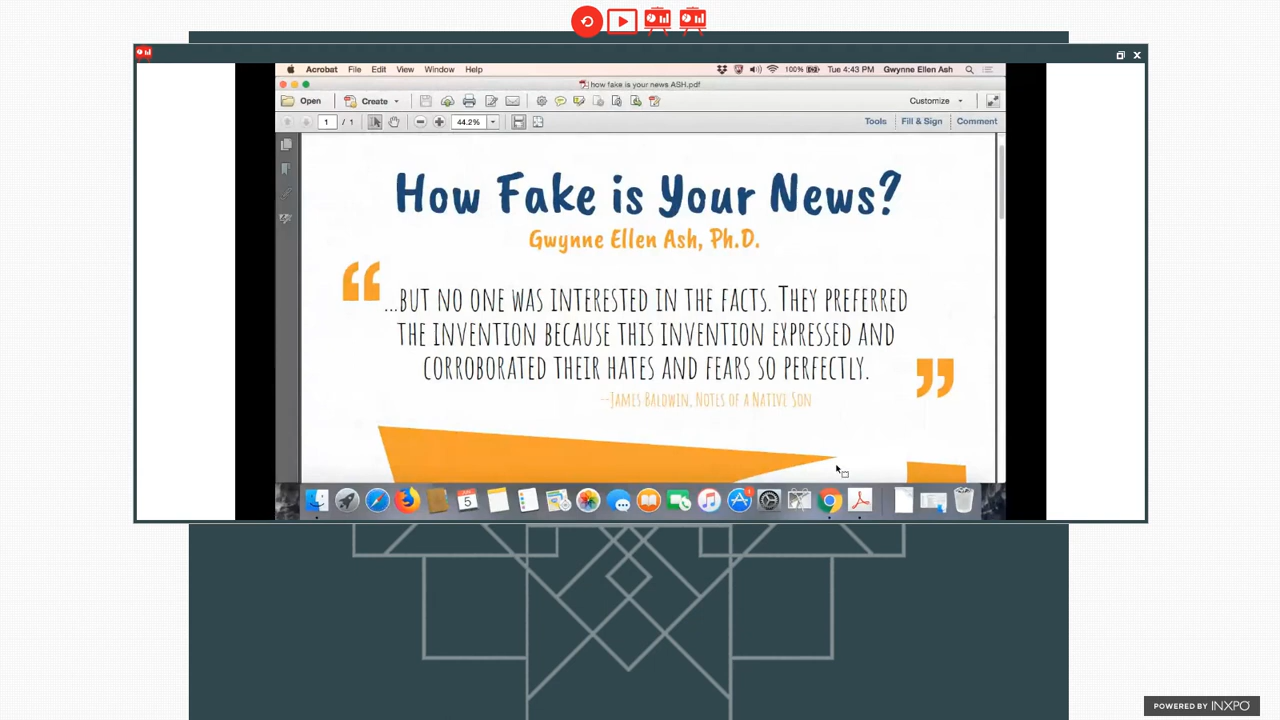 Acrobat File Edit View Window Help 100% Tue 4:43 PM Gwynne Ellen Ash
how fake is your news ASH.pdf
Open Create Customize
1 / 1 44.2% Tools Fill & Sign Comment
How Fake is Your News?
Gwynne Ellen Ash, Ph.D.
“
...BUT NO ONE WAS INTERESTED IN THE FACTS. THEY PREFERRED
THE INVENTION BECAUSE THIS INVENTION EXPRESSED AND
CORROBORATED THEIR HATES AND FEARS SO PERFECTLY.
”
--JAMES BALDWIN, NOTES OF A NATIVE SON
5
POWERED BY INXPO